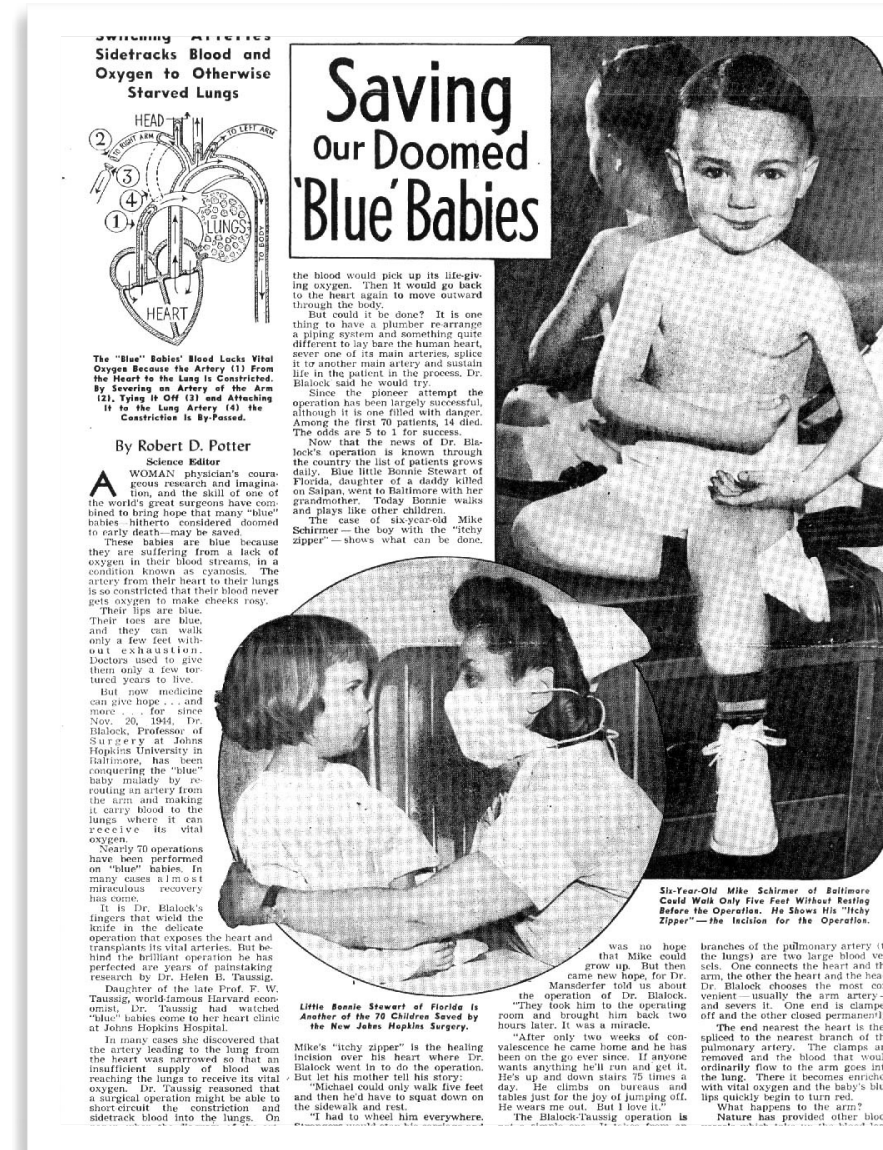 Switching Arteries
Sidetracks Blood and
Oxygen to Otherwise
Starved Lungs
HEAD
TO RIGHT ARM
TO LEFT ARM
2
3
4
1
LUNGS
TO BODY
HEART
The "Blue" Babies' Blood Lacks Vital
Oxygen Because the Artery (1) From
the Heart to the Lung Is Constricted.
By Severing an Artery of the Arm
(2), Tying It Off (3) and Attaching
It to the Lung Artery (4) the
Constriction Is By-Passed.
By Robert D. Potter
Science Editor
A WOMAN physician's coura-
geous research and imagina-
tion, and the skill of one of
the world's great surgeons have com-
bined to bring hope that many "blue"
babies—hitherto considered doomed
to early death—may be saved.
These babies are blue because
they are suffering from a lack of
oxygen in their blood streams, in a
condition known as cyanosis. The
artery from their heart to their lungs
is so constricted that their blood never
gets oxygen to make cheeks rosy.
Their lips are blue.
Their toes are blue,
and they can walk
only a few feet with-
out exhaustion.
Doctors used to give
them only a few tor-
tured years to live.
But now medicine
can give hope . . . and
more . . . for since
Nov. 20, 1944, Dr.
Blalock, Professor of
Surgery at Johns
Hopkins University in
Baltimore, has been
conquering the "blue"
baby malady by re-
routing an artery from
the arm and making
it carry blood to the
lungs where it can
receive its vital
oxygen.
Nearly 70 operations
have been performed
on "blue" babies. In
many cases almost
miraculous recovery
has come.
It is Dr. Blalock's
fingers that wield the
knife in the delicate
operation that exposes the heart and
transplants its vital arteries. But be-
hind the brilliant operation he has
perfected are years of painstaking
research by Dr. Helen B. Taussig.
Daughter of the late Prof. F. W.
Taussig, world-famous Harvard econ-
omist, Dr. Taussig had watched
"blue" babies come to her heart clinic
at Johns Hopkins Hospital.
In many cases she discovered that
the artery leading to the lung from
the heart was narrowed so that an
insufficient supply of blood was
reaching the lungs to receive its vital
oxygen. Dr. Taussig reasoned that
a surgical operation might be able to
short-circuit the constriction and
sidetrack blood into the lungs. On
Saving
Our Doomed
'Blue' Babies
the blood would pick up its life-giv-
ing oxygen. Then it would go back
to the heart again to move outward
through the body.
But could it be done? It is one
thing to have a plumber re-arrange
a piping system and something quite
different to lay bare the human heart,
sever one of its main arteries, splice
it to another main artery and sustain
life in the patient in the process. Dr.
Blalock said he would try.
Since the pioneer attempt the
operation has been largely successful,
although it is one filled with danger.
Among the first 70 patients, 14 died.
The odds are 5 to 1 for success.
Now that the news of Dr. Bla-
lock's operation is known through
the country the list of patients grows
daily. Blue little Bonnie Stewart of
Florida, daughter of a daddy killed
on Saipan, went to Baltimore with her
grandmother. Today Bonnie walks
and plays like other children.
The case of six-year-old Mike
Schirmer—the boy with the "itchy
zipper"—shows what can be done.
Little Bonnie Stewart of Florida Is
Another of the 70 Children Saved by
the New Johns Hopkins Surgery.
Mike's "itchy zipper" is the healing
incision over his heart where Dr.
Blalock went in to do the operation.
But let his mother tell his story:
"Michael could only walk five feet
and then he'd have to squat down on
the sidewalk and rest.
"I had to wheel him everywhere.
Six-Year-Old Mike Schirmer of Baltimore
Could Walk Only Five Feet Without Resting
Before the Operation. He Shows His "Itchy
Zipper"—the Incision for the Operation.
was no hope
that Mike could
grow up. But then
came new hope, for Dr.
Mansderfer told us about
the operation of Dr. Blalock.
"They took him to the operating
room and brought him back two
hours later. It was a miracle.
"After only two weeks of con-
valescence he came home and he has
been on the go ever since. If anyone
wants anything he'll run and get it.
He's up and down stairs 75 times a
day. He climbs on bureaus and
tables just for the joy of jumping off.
He wears me out. But I love it."
The Blalock-Taussig operation is
branches of the pulmonary artery (t
the lungs) are two large blood ve
sels. One connects the heart and th
arm, the other the heart and the hea
Dr. Blalock chooses the most co
venient—usually the arm artery—
and severs it. One end is clampe
off and the other closed permanentl
The end nearest the heart is the
spliced to the nearest branch of th
pulmonary artery. The clamps a
removed and the blood that woul
ordinarily flow to the arm goes int
the lung. There it becomes enriche
with vital oxygen and the baby's blu
lips quickly begin to turn red.
What happens to the arm?
Nature has provided other bloo